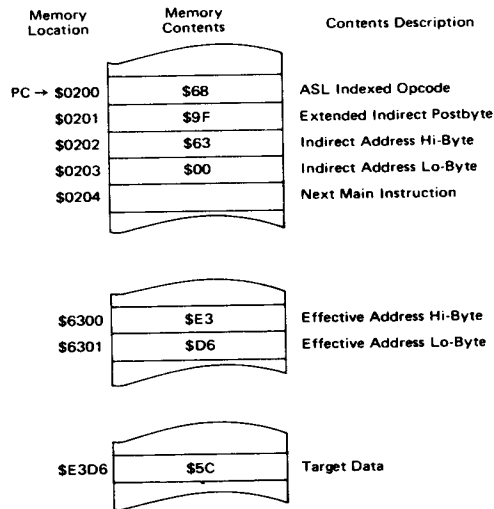 Memory Location Memory Contents Contents Description
PC → $0200 $68 ASL Indexed Opcode
$0201 $9F Extended Indirect Postbyte
$0202 $63 Indirect Address Hi-Byte
$0203 $00 Indirect Address Lo-Byte
$0204 Next Main Instruction
$6300 $E3 Effective Address Hi-Byte
$6301 $D6 Effective Address Lo-Byte
$E3D6 $5C Target Data